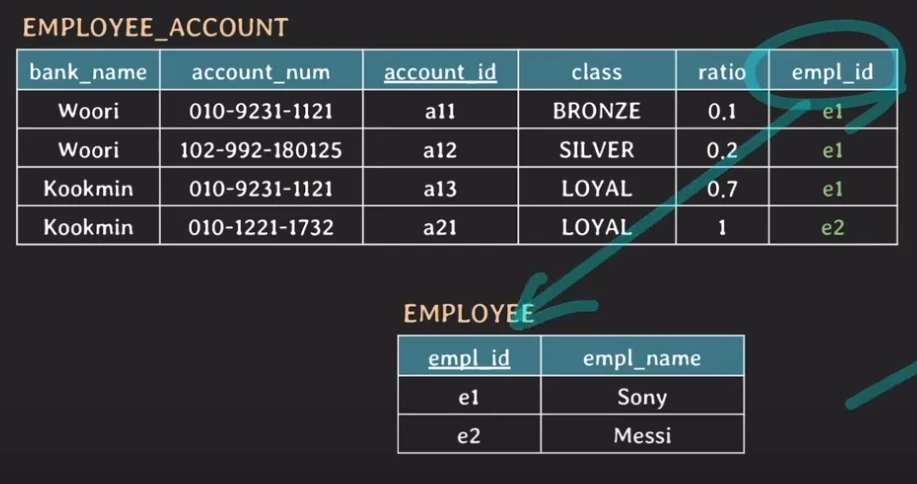 EMPLOYEE_ACCOUNT
bank_name account_num account_id class ratio empl_id
Woori 010-9231-1121 a11 BRONZE 0.1 e1
Woori 102-992-180125 a12 SILVER 0.2 e1
Kookmin 010-9231-1121 a13 LOYAL 0.7 e1
Kookmin 010-1221-1732 a21 LOYAL 1 e2
EMPLOYEE
empl_id empl_name
e1 Sony
e2 Messi